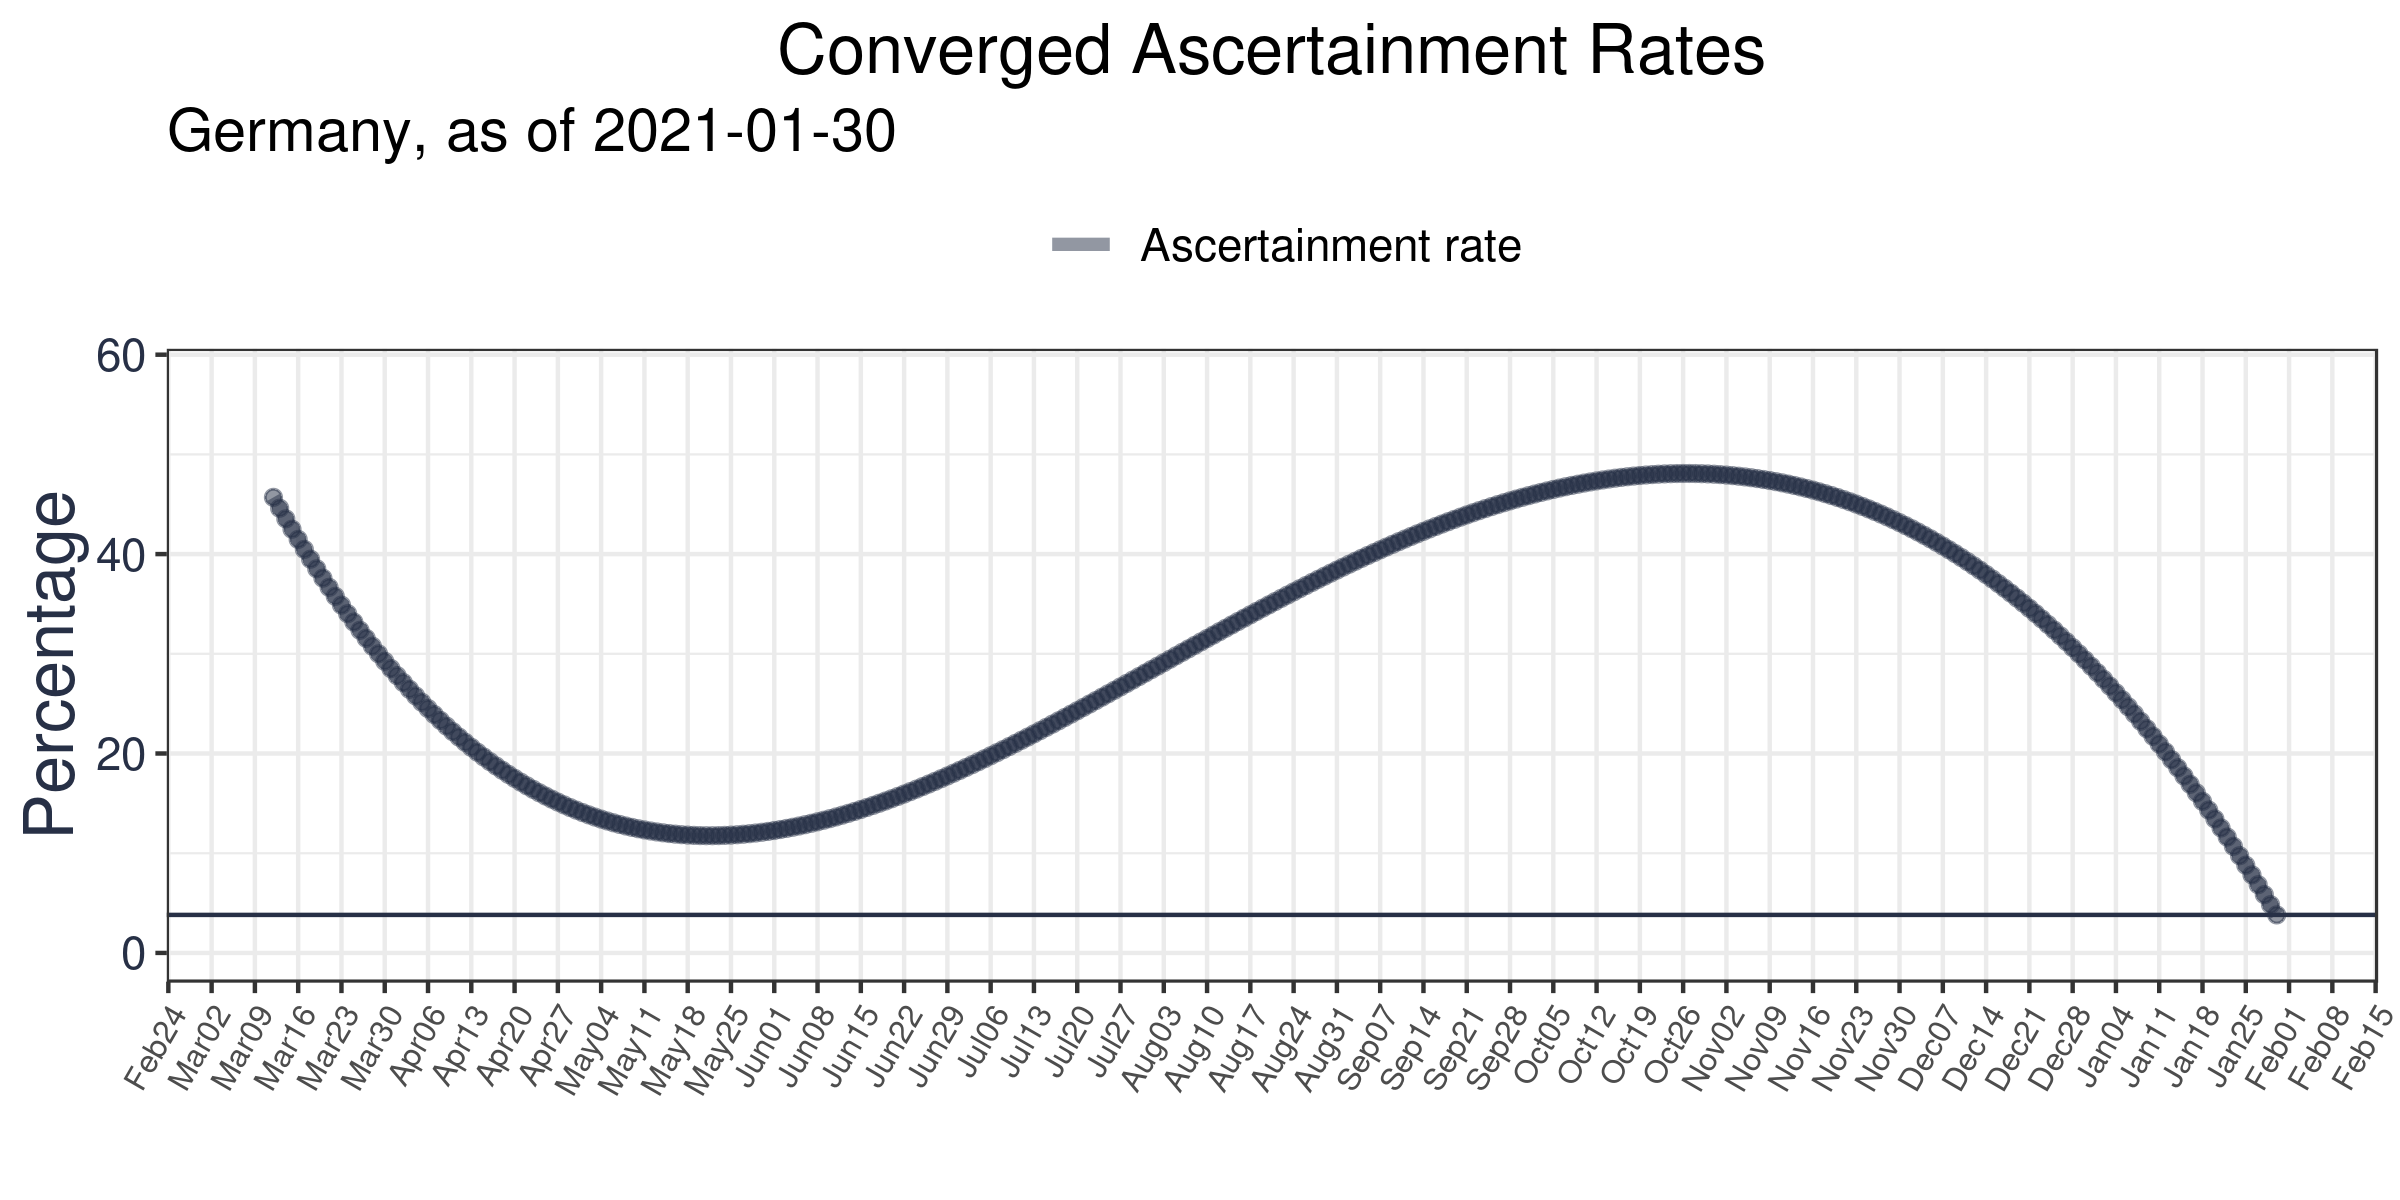 Converged Ascertainment Rates
Germany, as of 2021-01-30
Ascertainment rate
Percentage
60
40
20
0
Feb24
Mar02
Mar09
Mar16
Mar23
Mar30
Apr06
Apr13
Apr20
Apr27
May04
May11
May18
May25
Jun01
Jun08
Jun15
Jun22
Jun29
Jul06
Jul13
Jul20
Jul27
Aug03
Aug10
Aug17
Aug24
Aug31
Sep07
Sep14
Sep21
Sep28
Oct05
Oct12
Oct19
Oct26
Nov02
Nov09
Nov16
Nov23
Nov30
Dec07
Dec14
Dec21
Dec28
Jan04
Jan11
Jan18
Jan25
Feb01
Feb08
Feb15